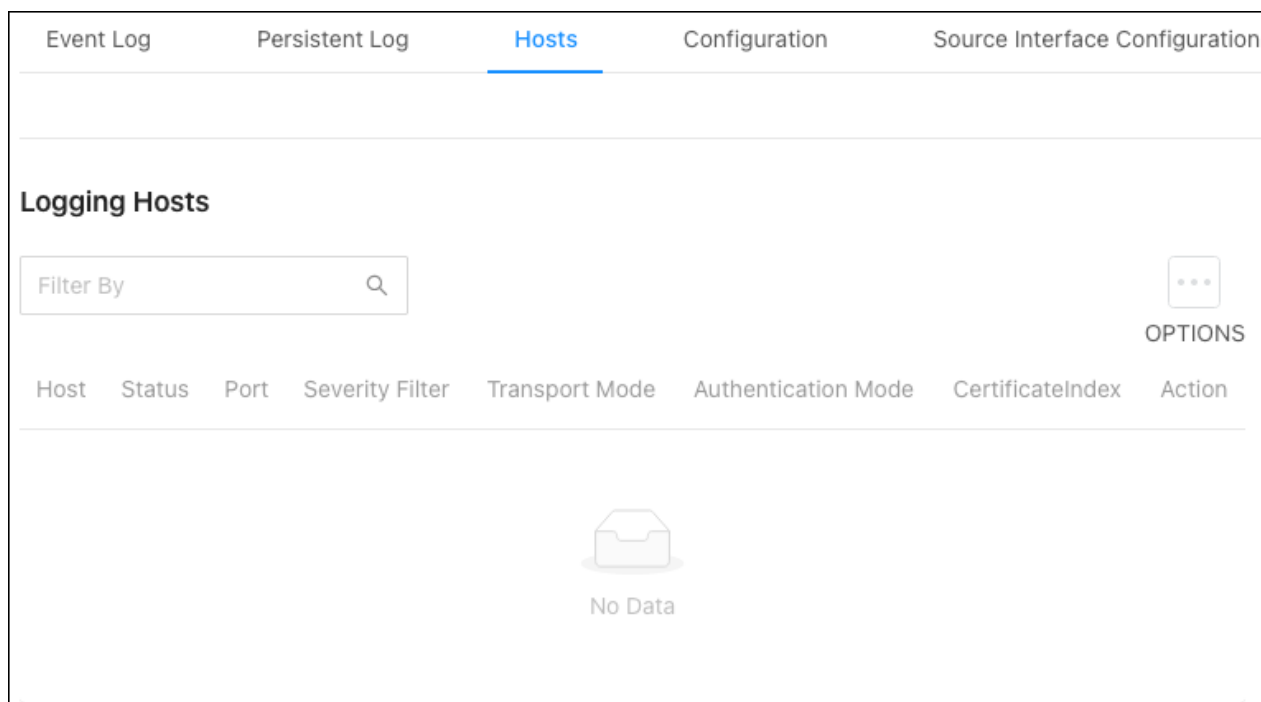 Event Log Persistent Log Hosts Configuration Source Interface Configuration
Logging Hosts
Filter By
OPTIONS
Host Status Port Severity Filter Transport Mode Authentication Mode CertificateIndex Action
No Data